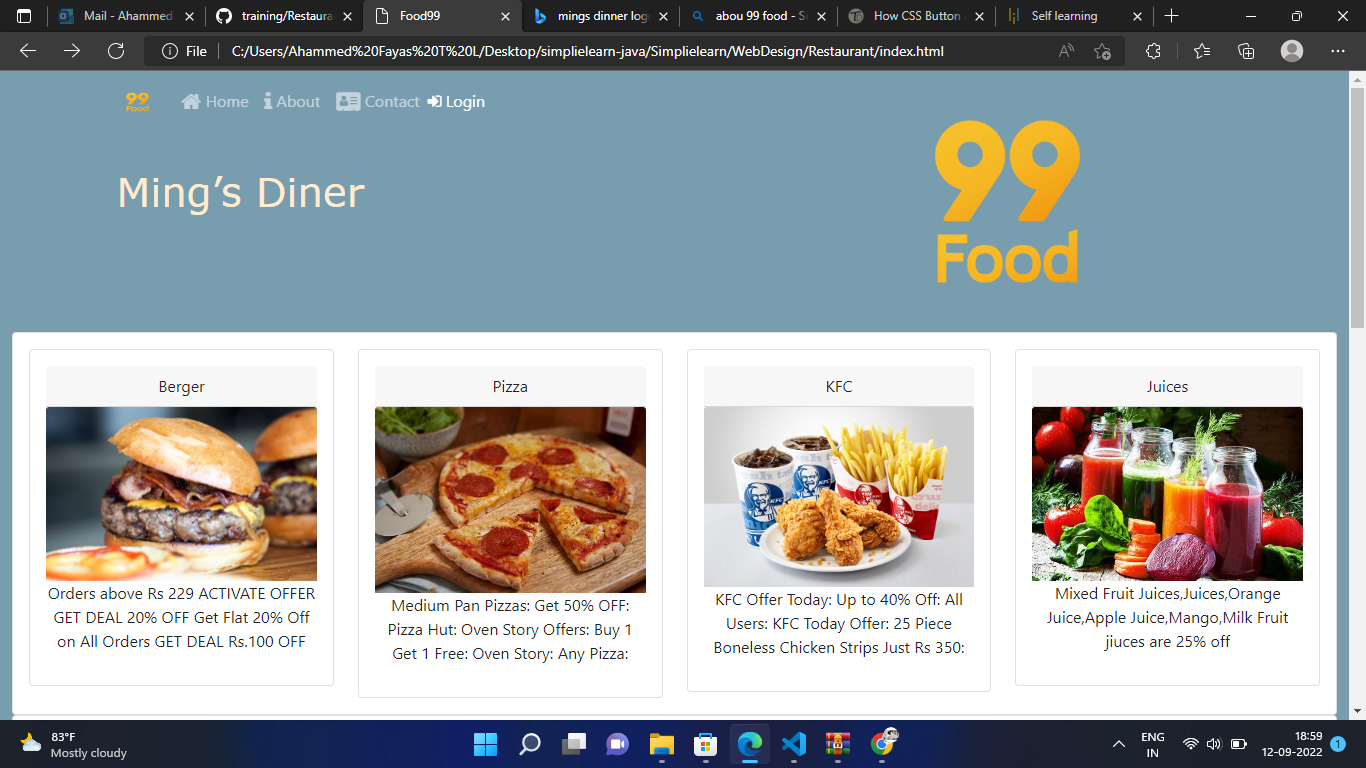 Mail - Ahammed
training/Restaura
Food99
mings dinner log
abou 99 food - S
How CSS Button
Self learning
File
C:/Users/Ahammed%20Fayas%20T%20L/Desktop/simplielearn-java/Simplielearn/WebDesign/Restaurant/index.html
99 Food
Home
About
Contact
Login
Ming’s Diner
99
Food
Berger
Pizza
KFC
Juices
Orders above Rs 229 ACTIVATE OFFER
GET DEAL 20% OFF Get Flat 20% Off
on All Orders GET DEAL Rs.100 OFF
Medium Pan Pizzas: Get 50% OFF:
Pizza Hut: Oven Story Offers: Buy 1
Get 1 Free: Oven Story: Any Pizza:
KFC Offer Today: Up to 40% Off: All
Users: KFC Today Offer: 25 Piece
Boneless Chicken Strips Just Rs 350:
Mixed Fruit Juices,Juices,Orange
Juice,Apple Juice,Mango,Milk Fruit
jiuces are 25% off
83°F
Mostly cloudy
ENG
IN
18:59
12-09-2022
1